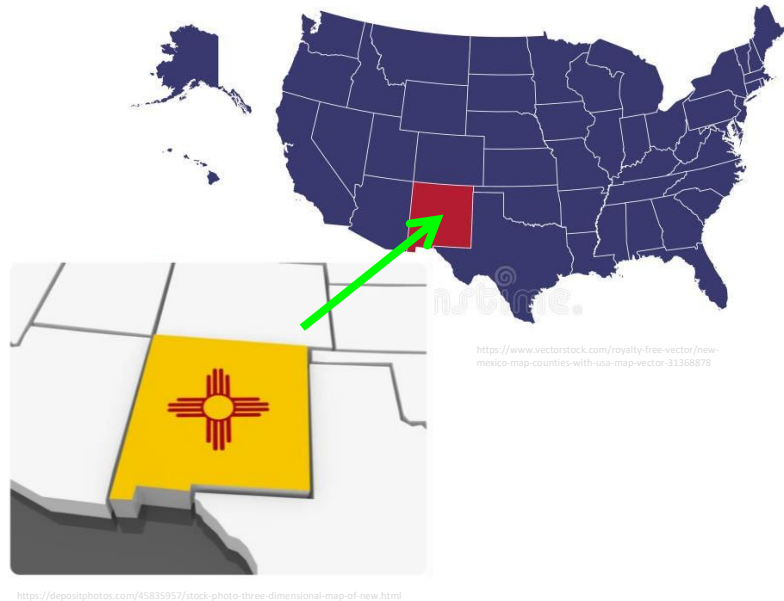 nstime.
https://www.vectorstock.com/royalty-free-vector/new-
mexico-map-counties-with-usa-map-vector-31368878
https://depositphotos.com/45835957/stock-photo-three-dimensional-map-of-new.html